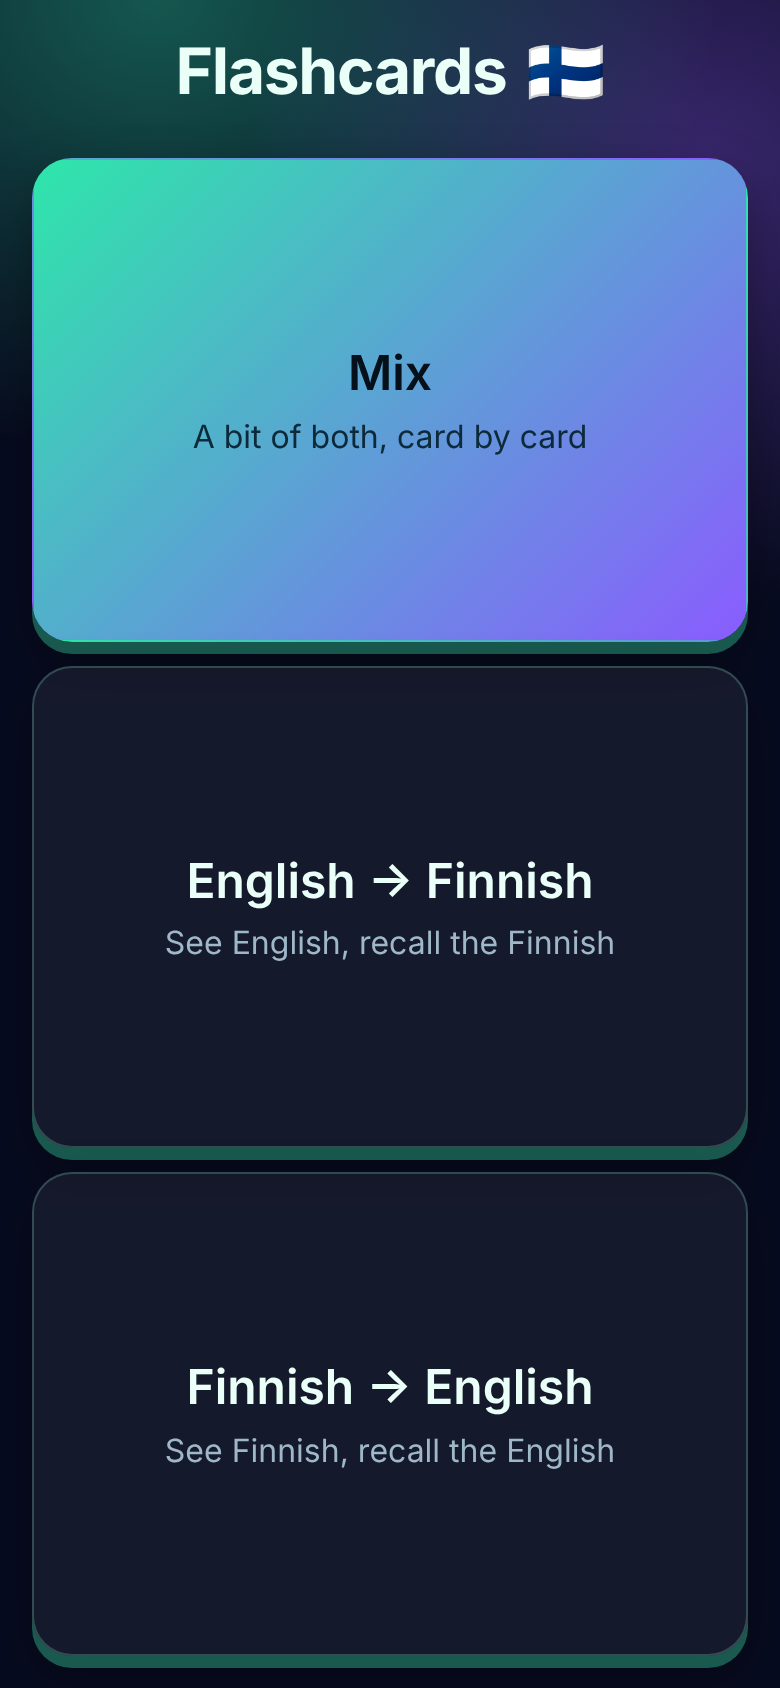 Flashcards 🇫🇮
Mix
A bit of both, card by card
English → Finnish
See English, recall the Finnish
Finnish → English
See Finnish, recall the English